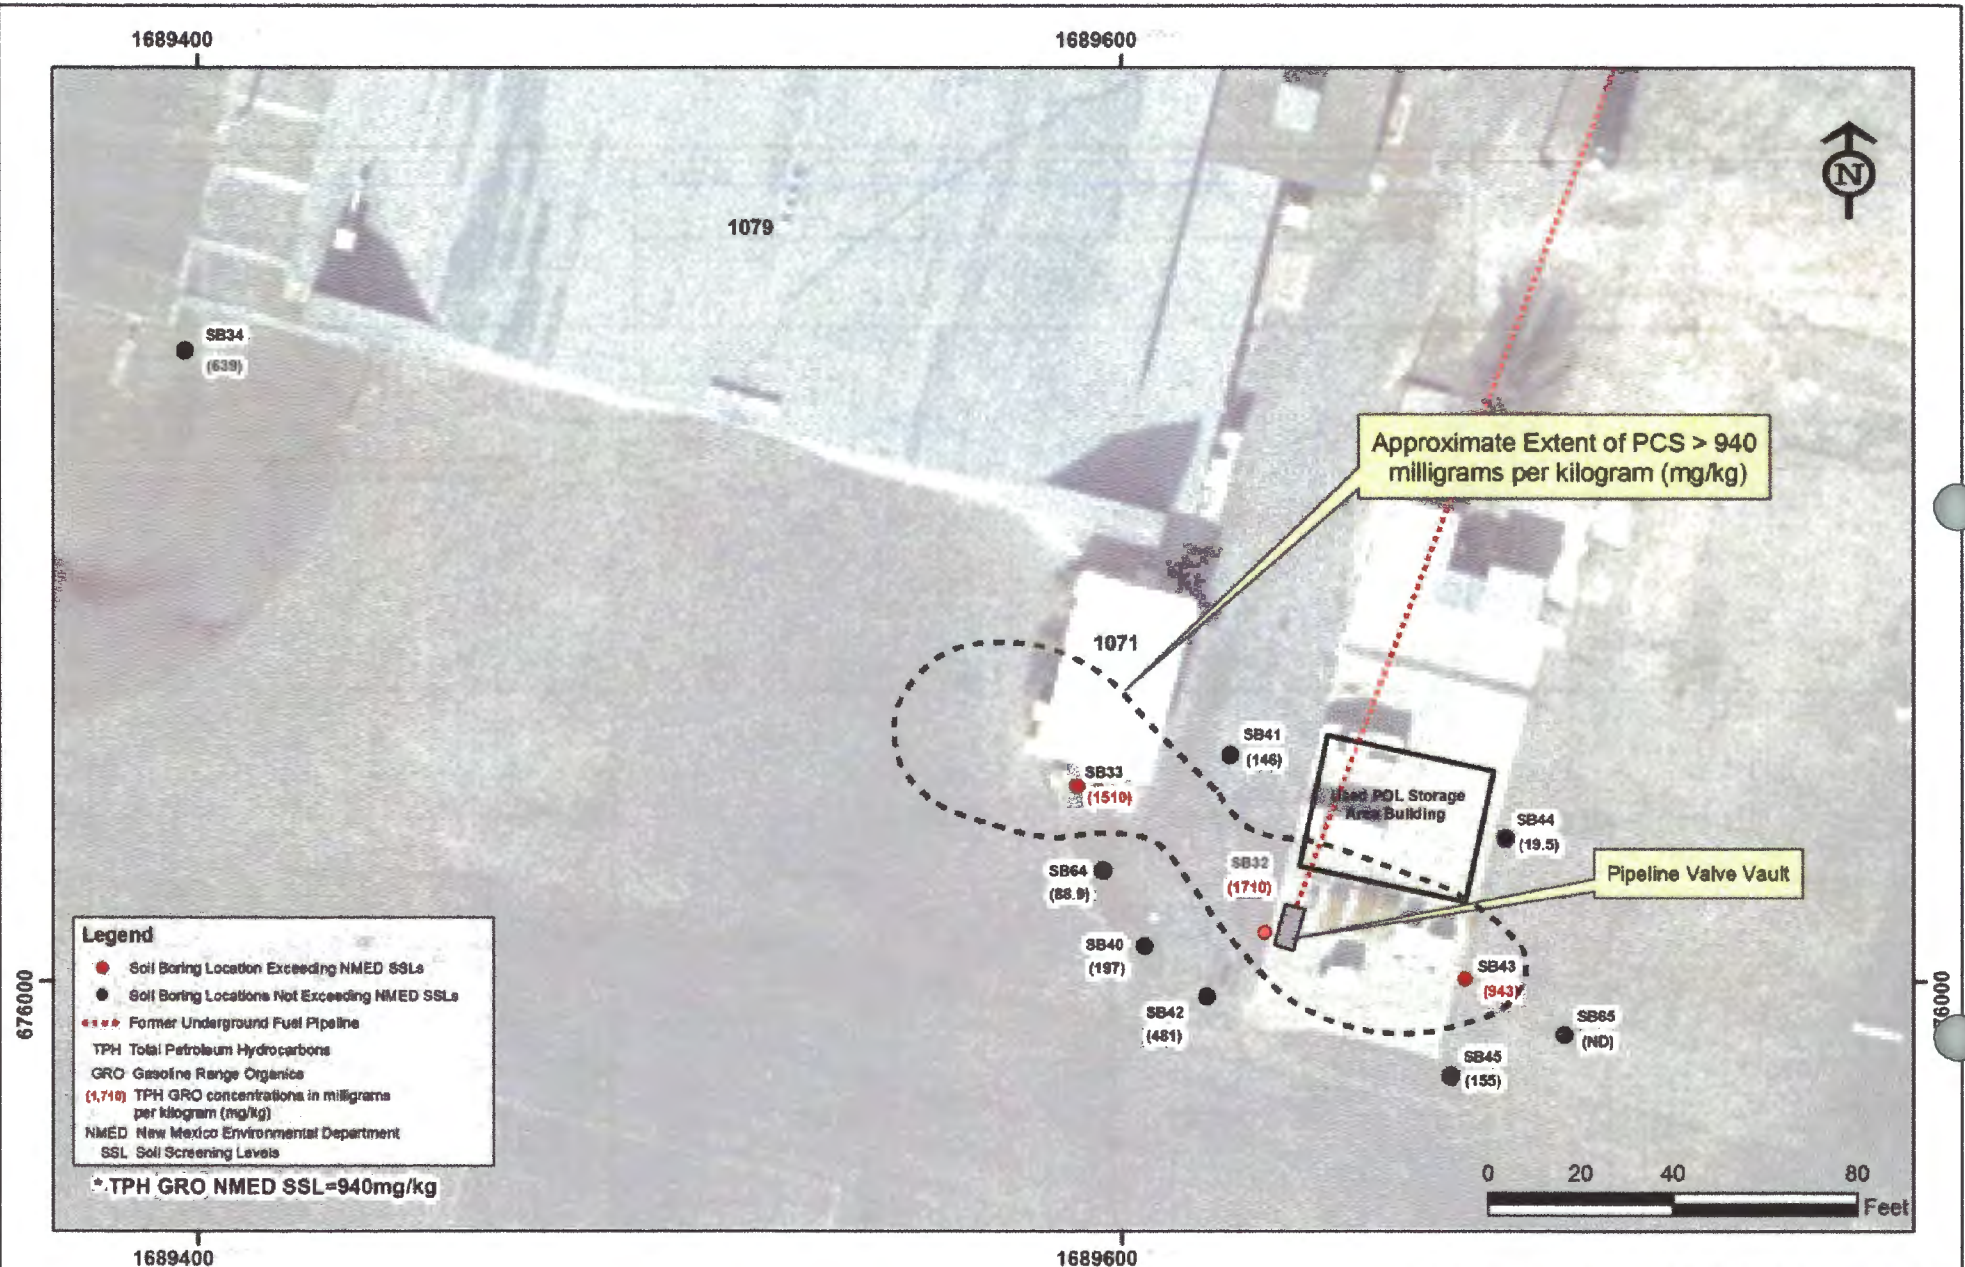 1689400
1689600
N
1079
SB34
(639)
Approximate Extent of PCS > 940
milligrams per kilogram (mg/kg)
1071
SB41
(146)
SB33
(1510)
Used POL Storage
Area Building
SB44
(19.5)
SB32
(1710)
SB64
(88.9)
Pipeline Valve Vault
SB40
(197)
SB43
(943)
SB42
(481)
SB65
(ND)
SB45
(155)
676000
676000
Legend
Soil Boring Location Exceeding NMED SSLs
Soil Boring Locations Not Exceeding NMED SSLs
Former Underground Fuel Pipeline
TPH Total Petroleum Hydrocarbons
GRO Gasoline Range Organics
(1,710) TPH GRO concentrations in milligrams
per kilogram (mg/kg)
NMED New Mexico Environmental Department
SSL Soil Screening Levels
* TPH GRO NMED SSL=940mg/kg
0 20 40 80
Feet
1689400
1689600